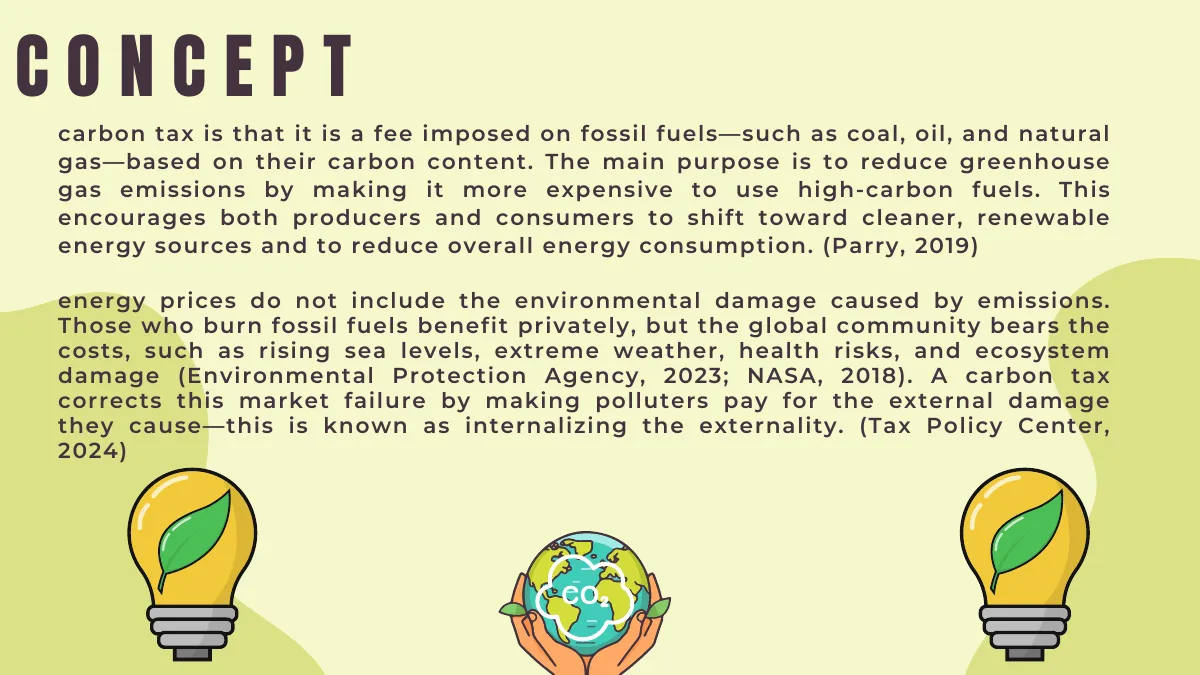 CONCEPT
carbon tax is that it is a fee imposed on fossil fuels—such as coal, oil, and natural
gas—based on their carbon content. The main purpose is to reduce greenhouse
gas emissions by making it more expensive to use high-carbon fuels. This
encourages both producers and consumers to shift toward cleaner, renewable
energy sources and to reduce overall energy consumption. (Parry, 2019)
energy prices do not include the environmental damage caused by emissions.
Those who burn fossil fuels benefit privately, but the global community bears the
costs, such as rising sea levels, extreme weather, health risks, and ecosystem
damage (Environmental Protection Agency, 2023; NASA, 2018). A carbon tax
corrects this market failure by making polluters pay for the external damage
they cause—this is known as internalizing the externality. (Tax Policy Center,
2024)
CO₂